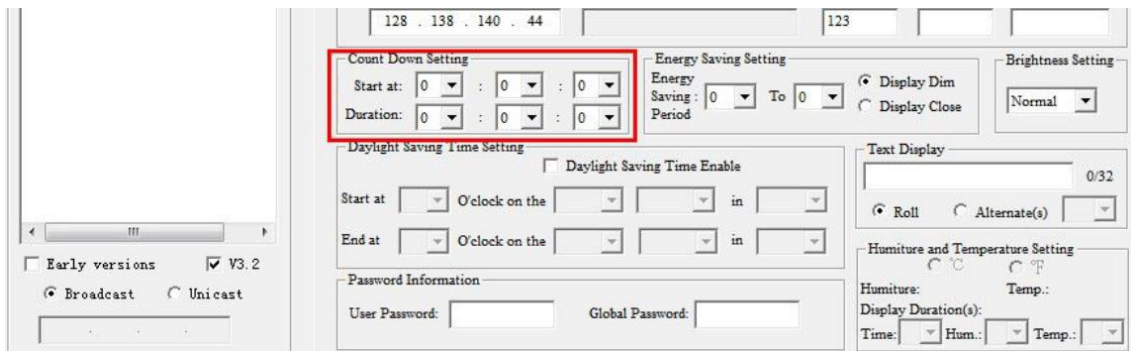 128 . 138 . 140 . 44
123
Count Down Setting
Start at: 0 : 0 : 0
Duration: 0 : 0 : 0
Energy Saving Setting
Energy
Saving : 0 To 0
Period
Display Dim
Display Close
Brightness Setting
Normal
Daylight Saving Time Setting
Daylight Saving Time Enable
Start at O'clock on the in
End at O'clock on the in
Text Display
0/32
Roll Alternate(s)
Early versions V3.2
Broadcast Unicast
. . .
Password Information
User Password: Global Password:
Humiture and Temperature Setting
℃ ℉
Humiture: Temp.:
Display Duration(s):
Time: Hum.: Temp.: